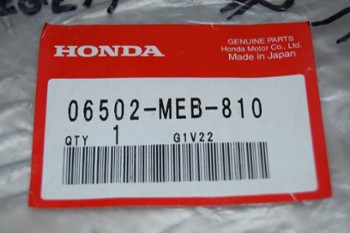 HONDA
GENUINE PARTS
Honda Motor Co., Ltd.
Made in Japan
06502-MEB-810
QTY 1 G1V22